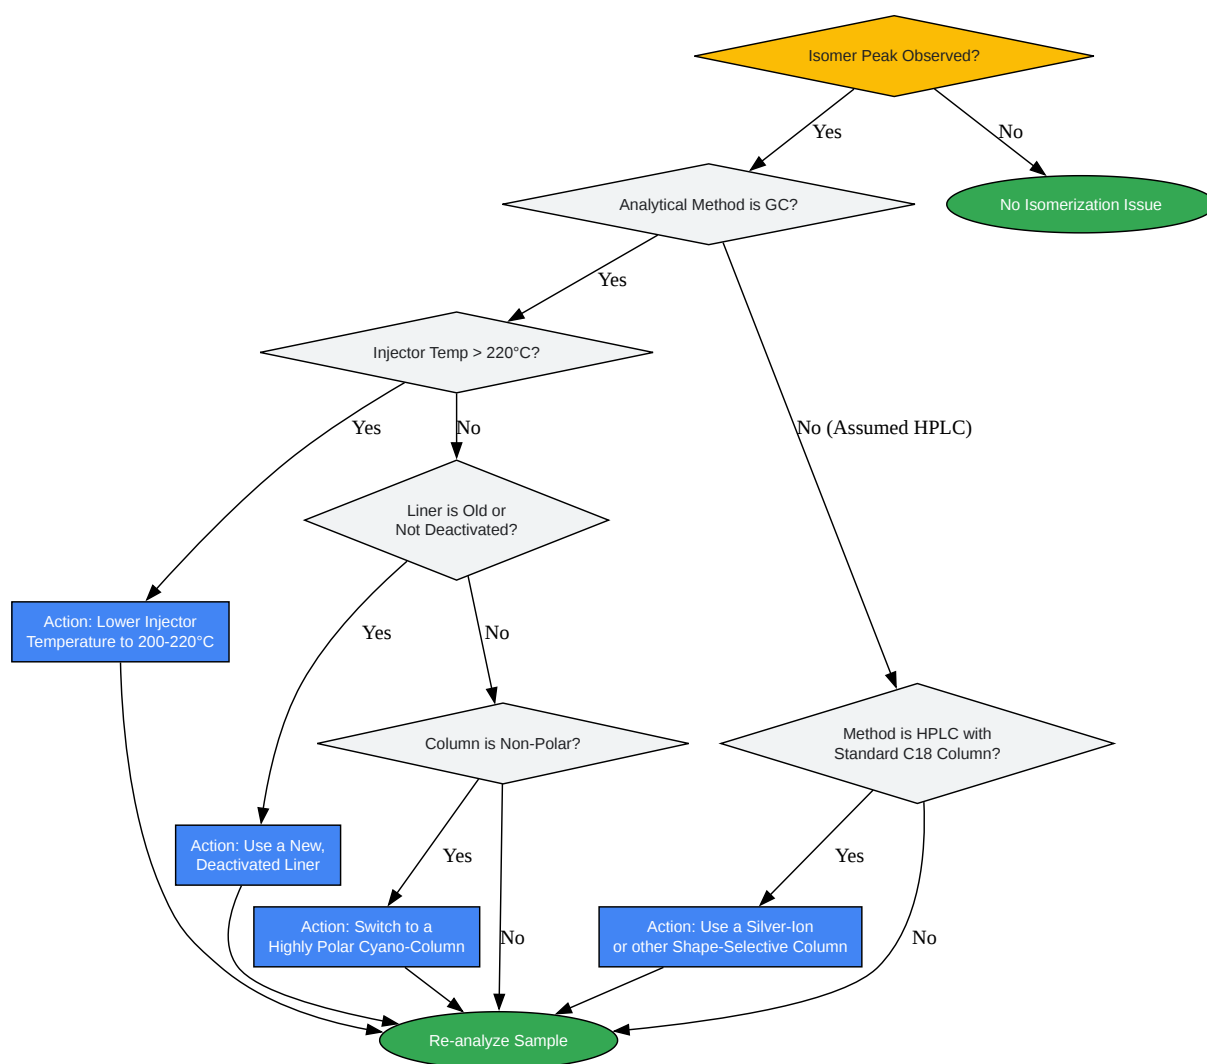 Isomer Peak Observed?
Yes
No
Analytical Method is GC?
No Isomerization Issue
Yes
Injector Temp > 220°C?
Yes
No
No (Assumed HPLC)
Liner is Old or
Not Deactivated?
Action: Lower Injector
Temperature to 200-220°C
Yes
No
Column is Non-Polar?
Method is HPLC with
Standard C18 Column?
Action: Use a New,
Deactivated Liner
Yes
Yes
Action: Switch to a
Highly Polar Cyano-Column
No
Action: Use a Silver-Ion
or other Shape-Selective Column
No
Re-analyze Sample